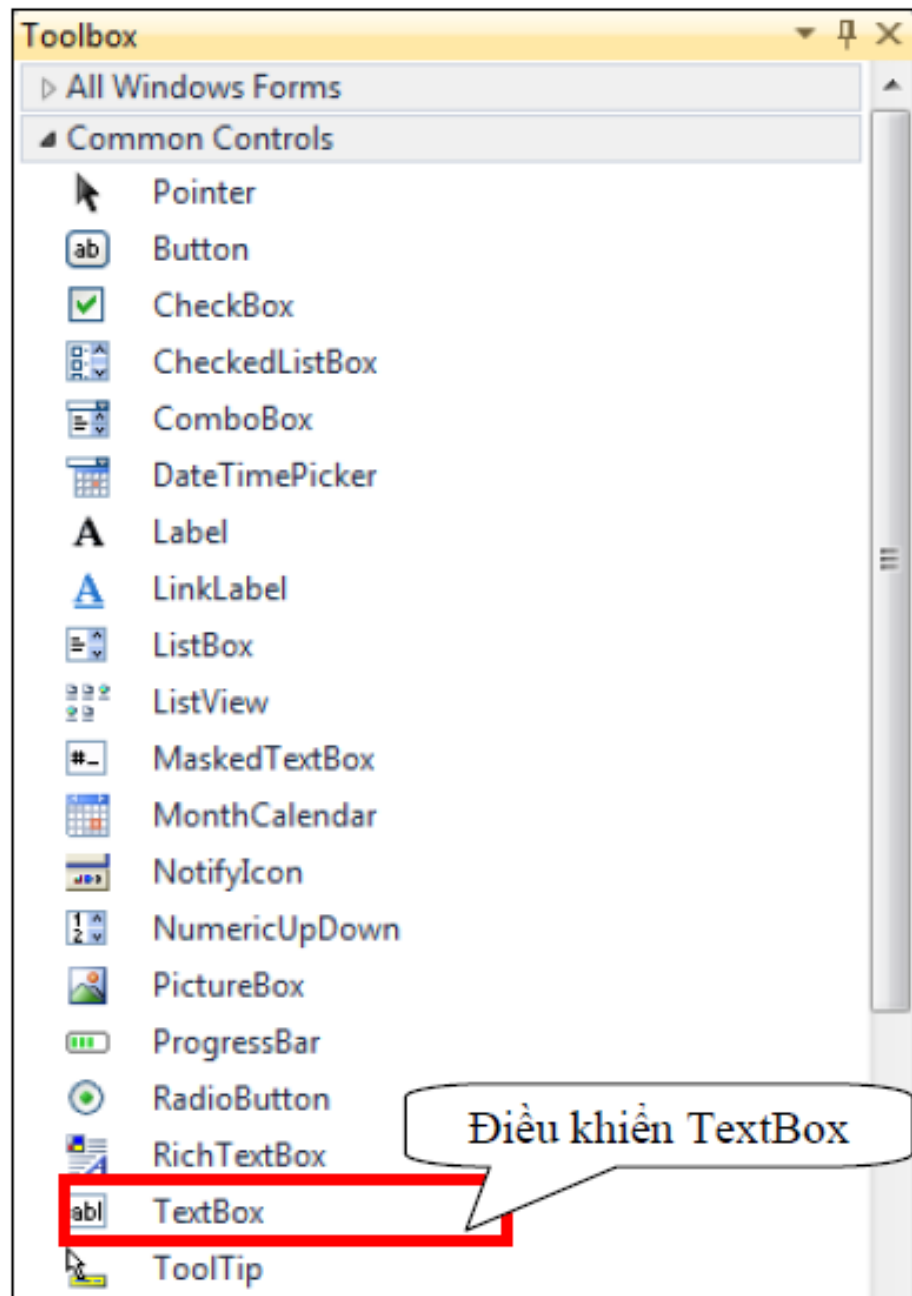 Toolbox
All Windows Forms
Common Controls
Pointer
ab Button
CheckBox
CheckedListBox
ComboBox
DateTimePicker
A Label
A LinkLabel
ListBox
ListView
#_ MaskedTextBox
MonthCalendar
NotifyIcon
1 2 NumericUpDown
PictureBox
ProgressBar
RadioButton
Điều khiển TextBox
RichTextBox
abl TextBox
ToolTip